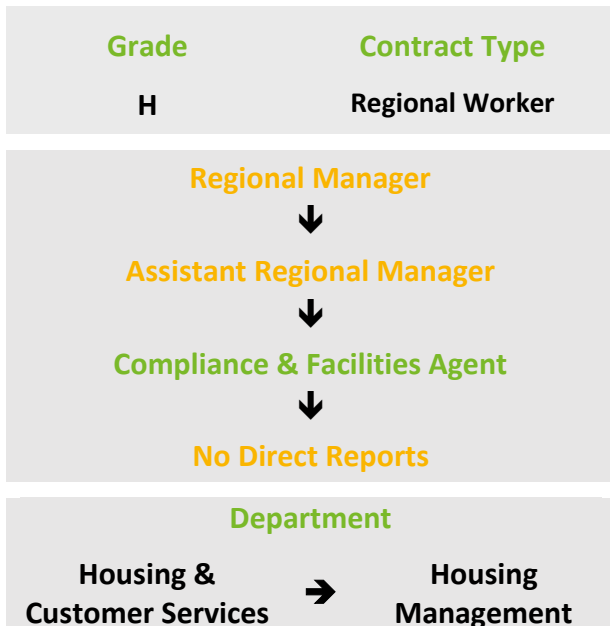 Grade Contract Type
H Regional Worker
Regional Manager
Assistant Regional Manager
Compliance & Facilities Agent
No Direct Reports
Department
Housing & Housing
Customer Services Management